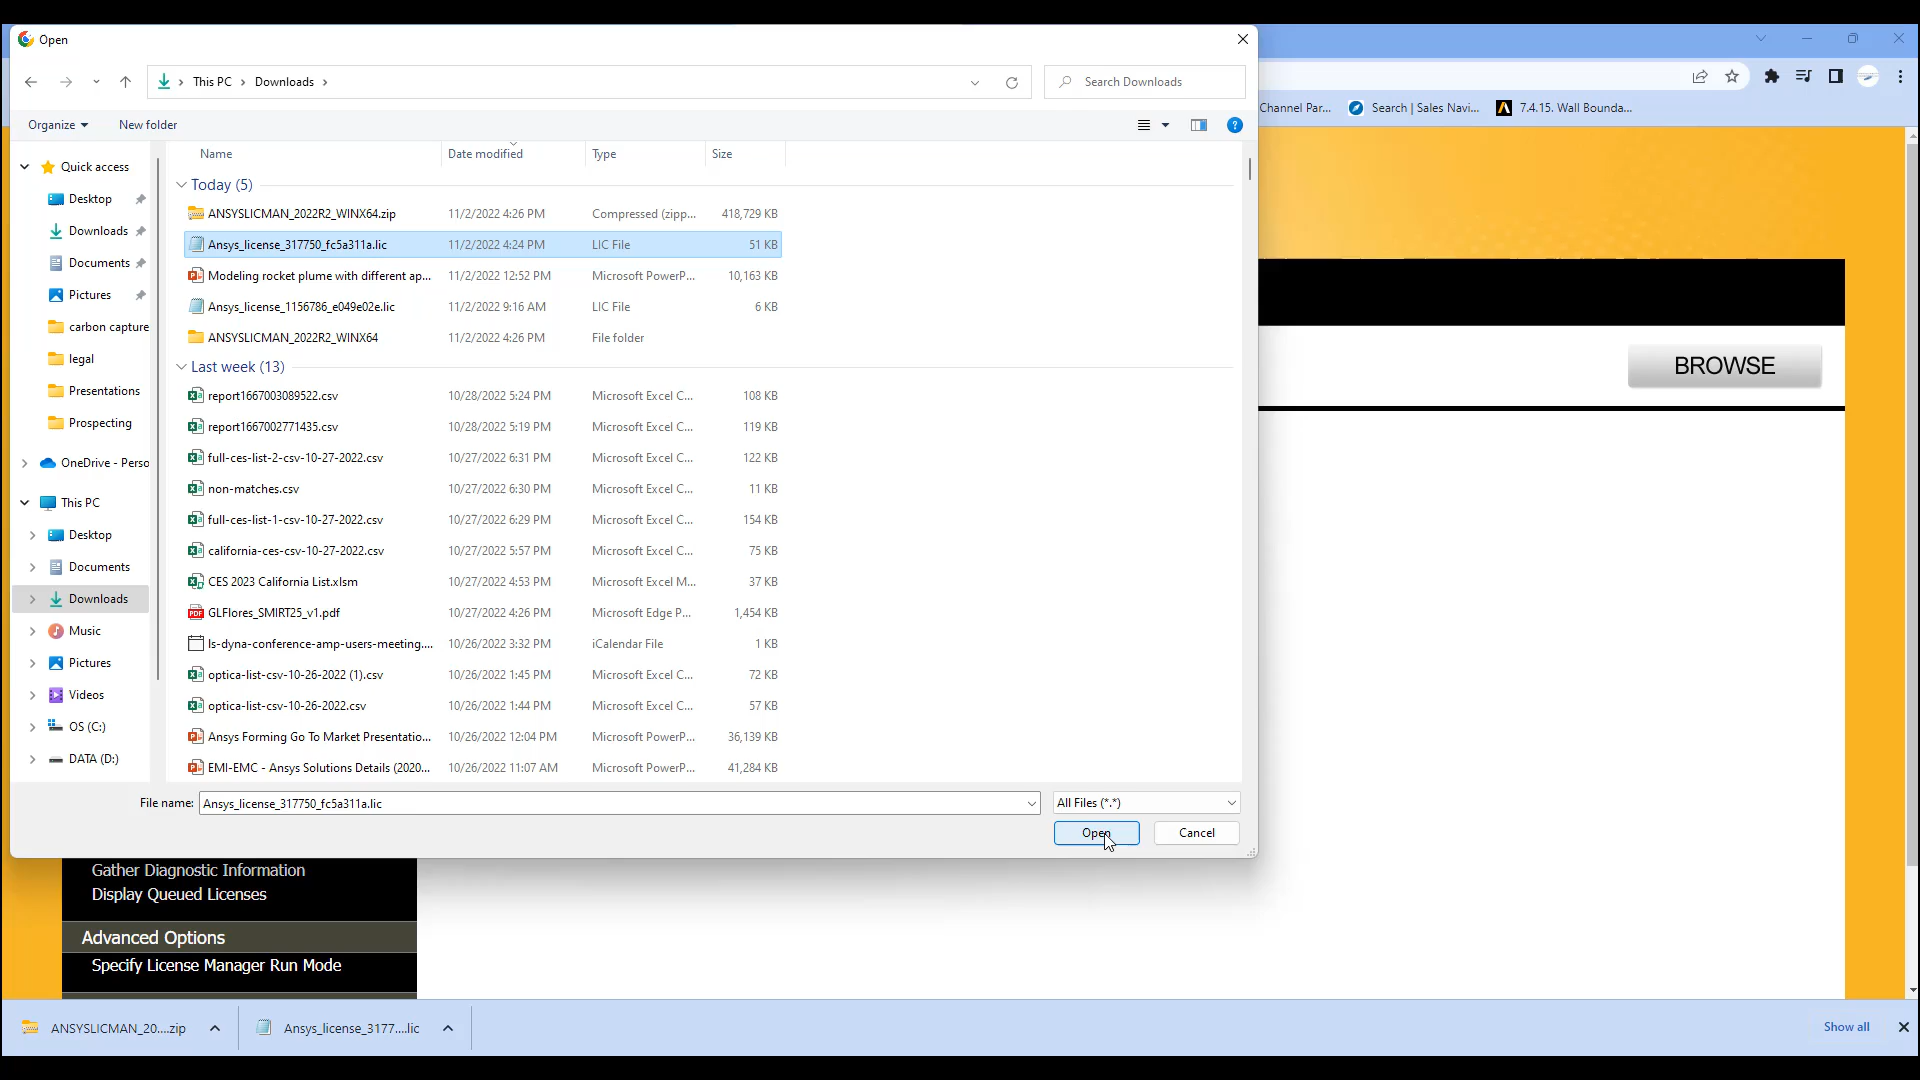 Open
This PC > Downloads >
Search Downloads
Channel Par...
Search | Sales Navi...
7.4.15. Wall Bounda...
Organize
New folder
Name
Date modified
Type
Size
Quick access
Desktop
Downloads
Documents
Pictures
carbon capture
legal
Presentations
Prospecting
OneDrive - Perso
This PC
Desktop
Documents
Downloads
Music
Pictures
Videos
OS (C:)
DATA (D:)
Today (5)
ANSYSLICMAN_2022R2_WINX64.zip 11/2/2022 4:26 PM Compressed (zipp... 418,729 KB
Ansys_license_317750_fc5a311a.lic 11/2/2022 4:24 PM LIC File 51 KB
Modeling rocket plume with different ap... 11/2/2022 12:52 PM Microsoft PowerP... 10,163 KB
Ansys_license_1156786_e049e02e.lic 11/2/2022 9:16 AM LIC File 6 KB
ANSYSLICMAN_2022R2_WINX64 11/2/2022 4:26 PM File folder
Last week (13)
report1667003089522.csv 10/28/2022 5:24 PM Microsoft Excel C... 108 KB
report1667002771435.csv 10/28/2022 5:19 PM Microsoft Excel C... 119 KB
full-ces-list-2-csv-10-27-2022.csv 10/27/2022 6:31 PM Microsoft Excel C... 122 KB
non-matches.csv 10/27/2022 6:30 PM Microsoft Excel C... 11 KB
full-ces-list-1-csv-10-27-2022.csv 10/27/2022 6:29 PM Microsoft Excel C... 154 KB
california-ces-csv-10-27-2022.csv 10/27/2022 5:57 PM Microsoft Excel C... 75 KB
CES 2023 California List.xlsm 10/27/2022 4:53 PM Microsoft Excel M... 37 KB
GLFlores_SMIRT25_v1.pdf 10/27/2022 4:26 PM Microsoft Edge P... 1,454 KB
ls-dyna-conference-amp-users-meeting.... 10/26/2022 3:32 PM iCalendar File 1 KB
optica-list-csv-10-26-2022 (1).csv 10/26/2022 1:45 PM Microsoft Excel C... 72 KB
optica-list-csv-10-26-2022.csv 10/26/2022 1:44 PM Microsoft Excel C... 57 KB
Ansys Forming Go To Market Presentatio... 10/26/2022 12:04 PM Microsoft PowerP... 36,139 KB
EMI-EMC - Ansys Solutions Details (2020... 10/26/2022 11:07 AM Microsoft PowerP... 41,284 KB
File name: Ansys_license_317750_fc5a311a.lic
All Files (*.*)
Open
Cancel
BROWSE
Gather Diagnostic Information
Display Queued Licenses
Advanced Options
Specify License Manager Run Mode
ANSYSLICMAN_20....zip
Ansys_license_3177....lic
Show all